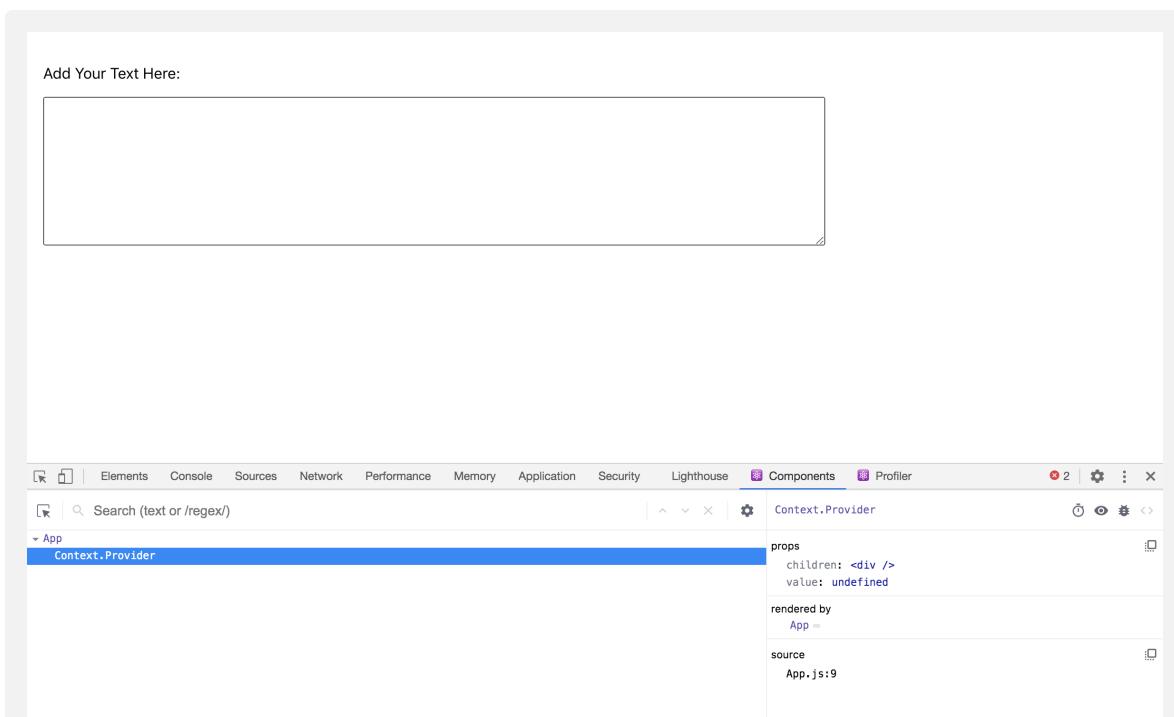 Add Your Text Here:
Elements Console Sources Network Performance Memory Application Security Lighthouse Components Profiler 2
Search (text or /regex/)
Context.Provider
App
Context.Provider
props
children: <div />
value: undefined
rendered by
App
source
App.js:9